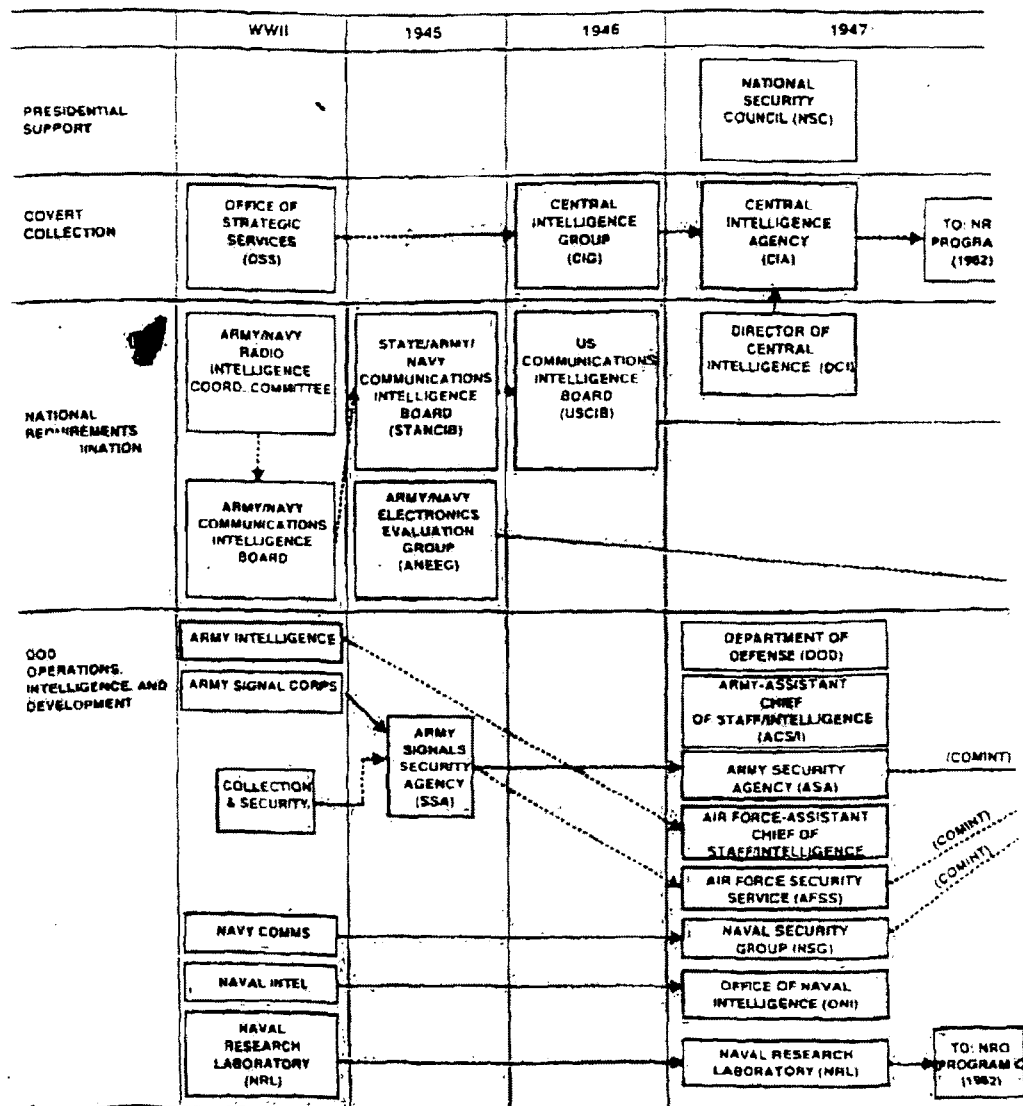 WWII
1945
1946
1947
PRESIDENTIAL
SUPPORT
NATIONAL
SECURITY
COUNCIL (NSC)
COVERT
COLLECTION
OFFICE OF
STRATEGIC
SERVICES
(OSS)
CENTRAL
INTELLIGENCE
GROUP
(CIG)
CENTRAL
INTELLIGENCE
AGENCY
(CIA)
TO: NR
PROGRA
(1962)
NATIONAL
REQUIREMENTS
INATION
ARMY/NAVY
RADIO
INTELLIGENCE
COORD. COMMITTEE
STATE/ARMY/
NAVY
COMMUNICATIONS
INTELLIGENCE
BOARD
(STANCIB)
US
COMMUNICATIONS
INTELLIGENCE
BOARD
(USCIB)
DIRECTOR OF
CENTRAL
INTELLIGENCE (DCI)
ARMY/NAVY
COMMUNICATIONS
INTELLIGENCE
BOARD
ARMY/NAVY
ELECTRONICS
EVALUATION
GROUP
(ANEEG)
DOD
OPERATIONS,
INTELLIGENCE, AND
DEVELOPMENT
ARMY INTELLIGENCE
ARMY SIGNAL CORPS
COLLECTION
& SECURITY
ARMY
SIGNALS
SECURITY
AGENCY
(SSA)
DEPARTMENT OF
DEFENSE (DOD)
ARMY-ASSISTANT
CHIEF
OF STAFF/INTELLIGENCE
(ACS/I)
ARMY SECURITY
AGENCY (ASA)
(COMINT)
AIR FORCE-ASSISTANT
CHIEF OF
STAFF/INTELLIGENCE
(COMINT)
AIR FORCE SECURITY
SERVICE (AFSS)
(COMINT)
NAVY COMMS
NAVAL SECURITY
GROUP (NSG)
NAVAL INTEL
OFFICE OF NAVAL
INTELLIGENCE (ONI)
NAVAL
RESEARCH
LABORATORY
(NRL)
NAVAL RESEARCH
LABORATORY (NRL)
TO: NRO
PROGRAM C
(1962)